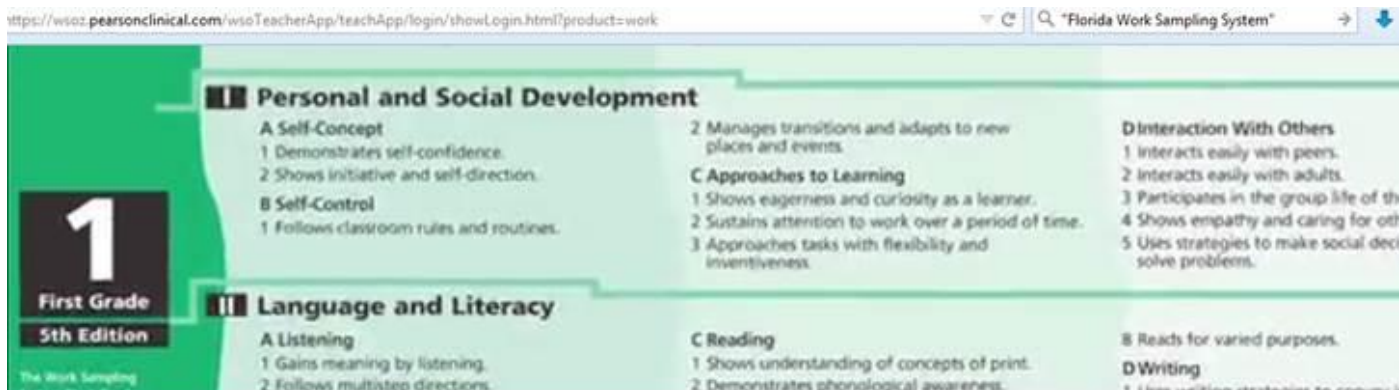 ttps://wsoz.pearsonclinical.com/wsoTeacherApp/teachApp/login/showLogin.html?product=work
"Florida Work Sampling System"
1
First Grade
5th Edition
The Work Sampling
I Personal and Social Development
A Self-Concept
1 Demonstrates self-confidence.
2 Shows initiative and self-direction.
B Self-Control
1 Follows classroom rules and routines.
2 Manages transitions and adapts to new
places and events.
C Approaches to Learning
1 Shows eagerness and curiosity as a learner.
2 Sustains attention to work over a period of time.
3 Approaches tasks with flexibility and
inventiveness.
D Interaction With Others
1 Interacts easily with peers.
2 Interacts easily with adults.
3 Participates in the group life of th
4 Shows empathy and caring for oth
5 Uses strategies to make social deci
solve problems.
II Language and Literacy
A Listening
1 Gains meaning by listening.
2 Follows multistep directions.
C Reading
1 Shows understanding of concepts of print.
2 Demonstrates phonological awareness.
8 Reads for varied purposes.
D Writing